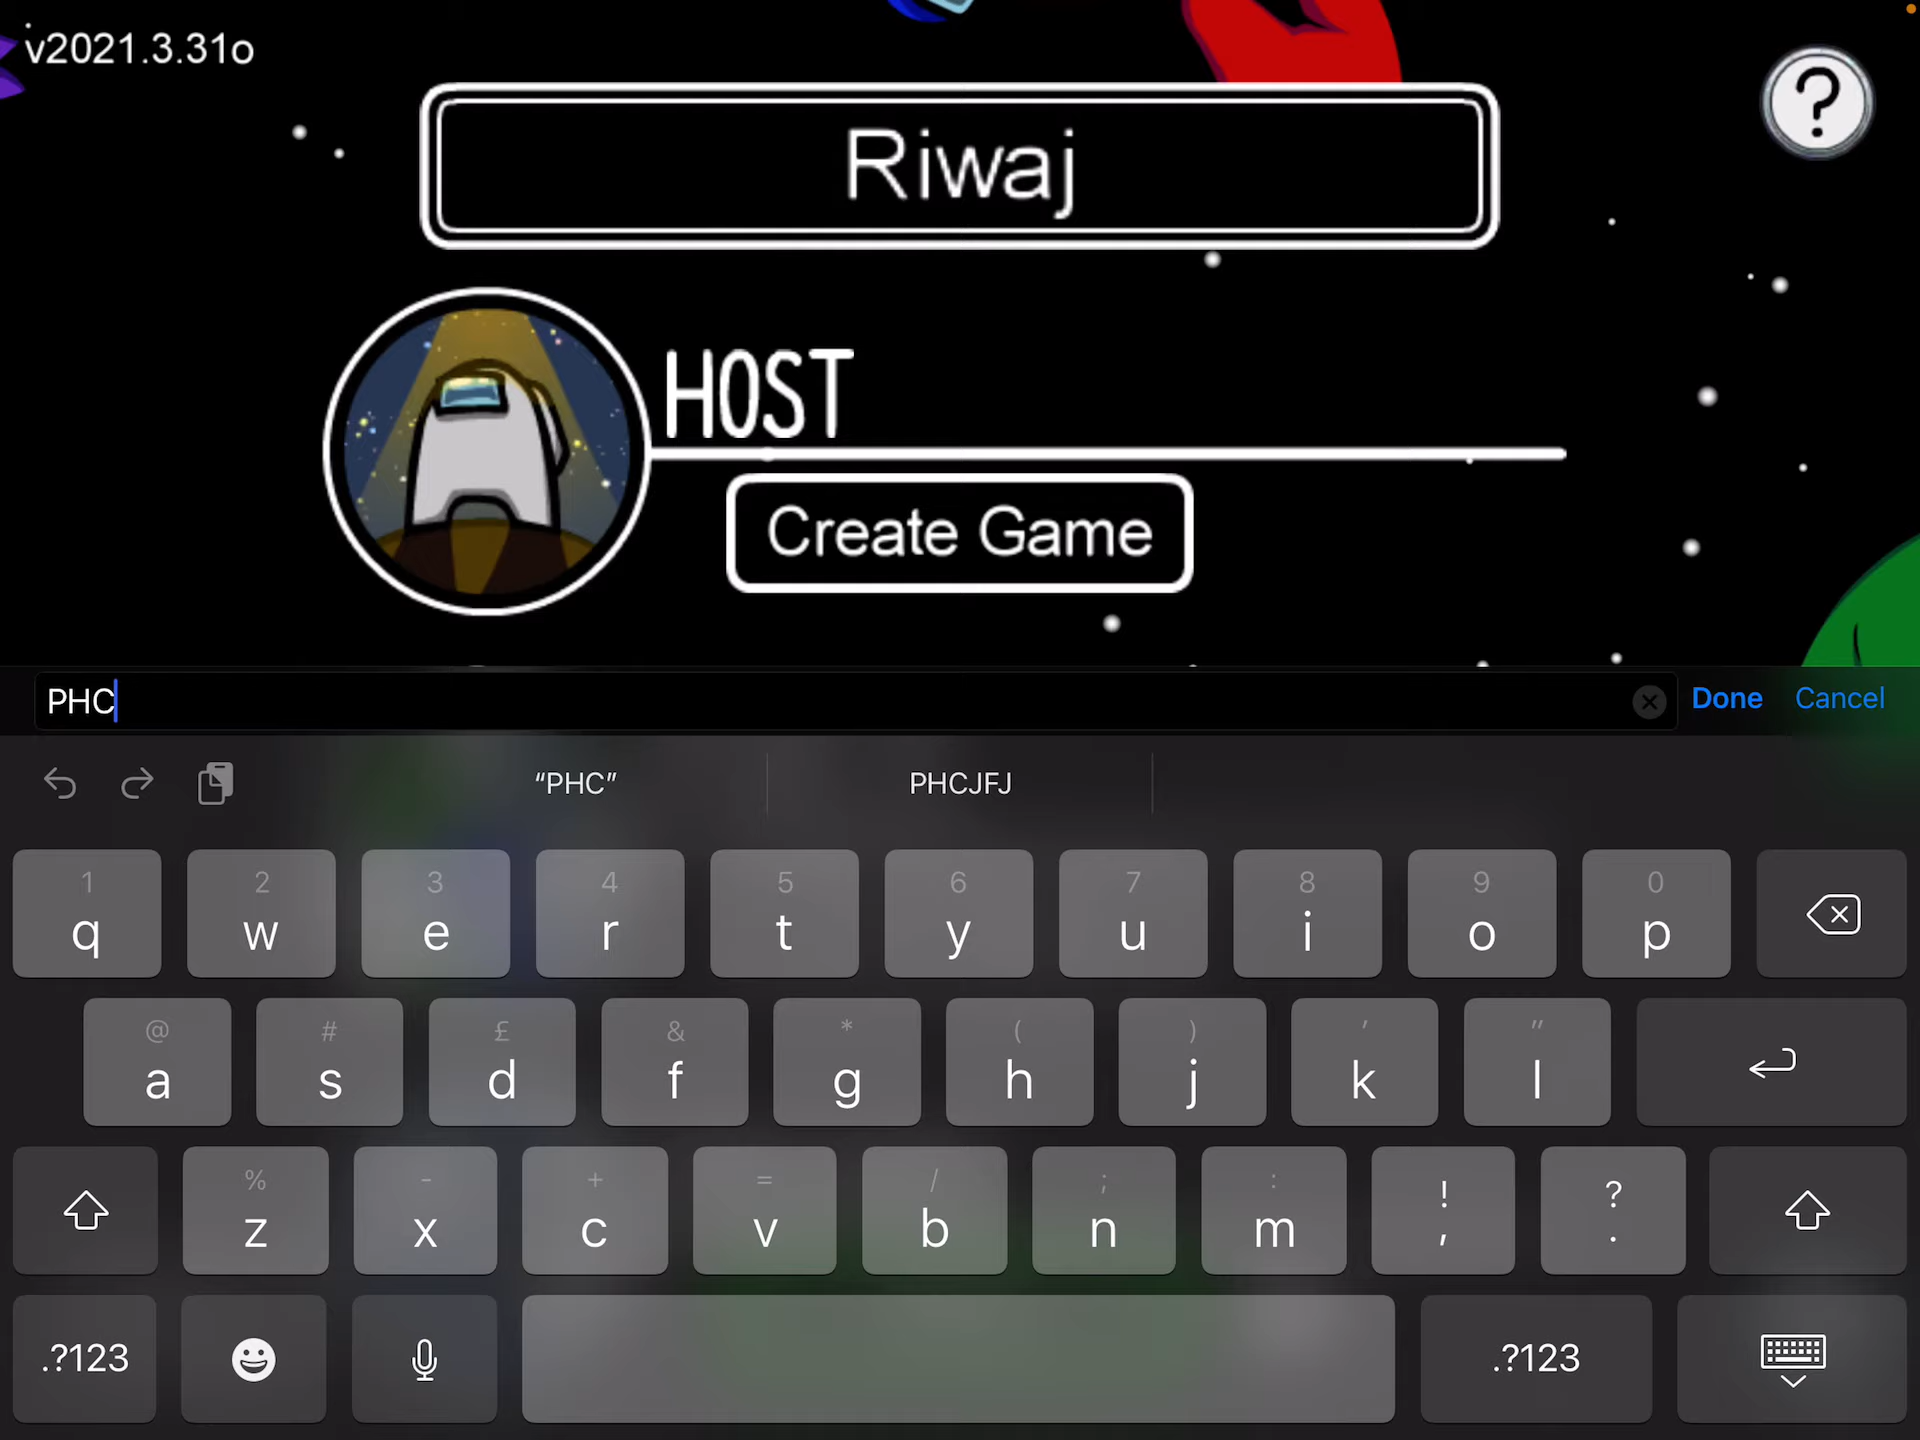 v2021.3.31o
?
Riwaj
HOST
Create Game
PHC
Done
Cancel
“PHC”
PHCJFJ
1 2 3 4 5 6 7 8 9 0
q w e r t y u i o p
@ # £ & * ( ) ' "
a s d f g h j k l
% - + = / ; : ! ?
z x c v b n m , .
.?123
.?123